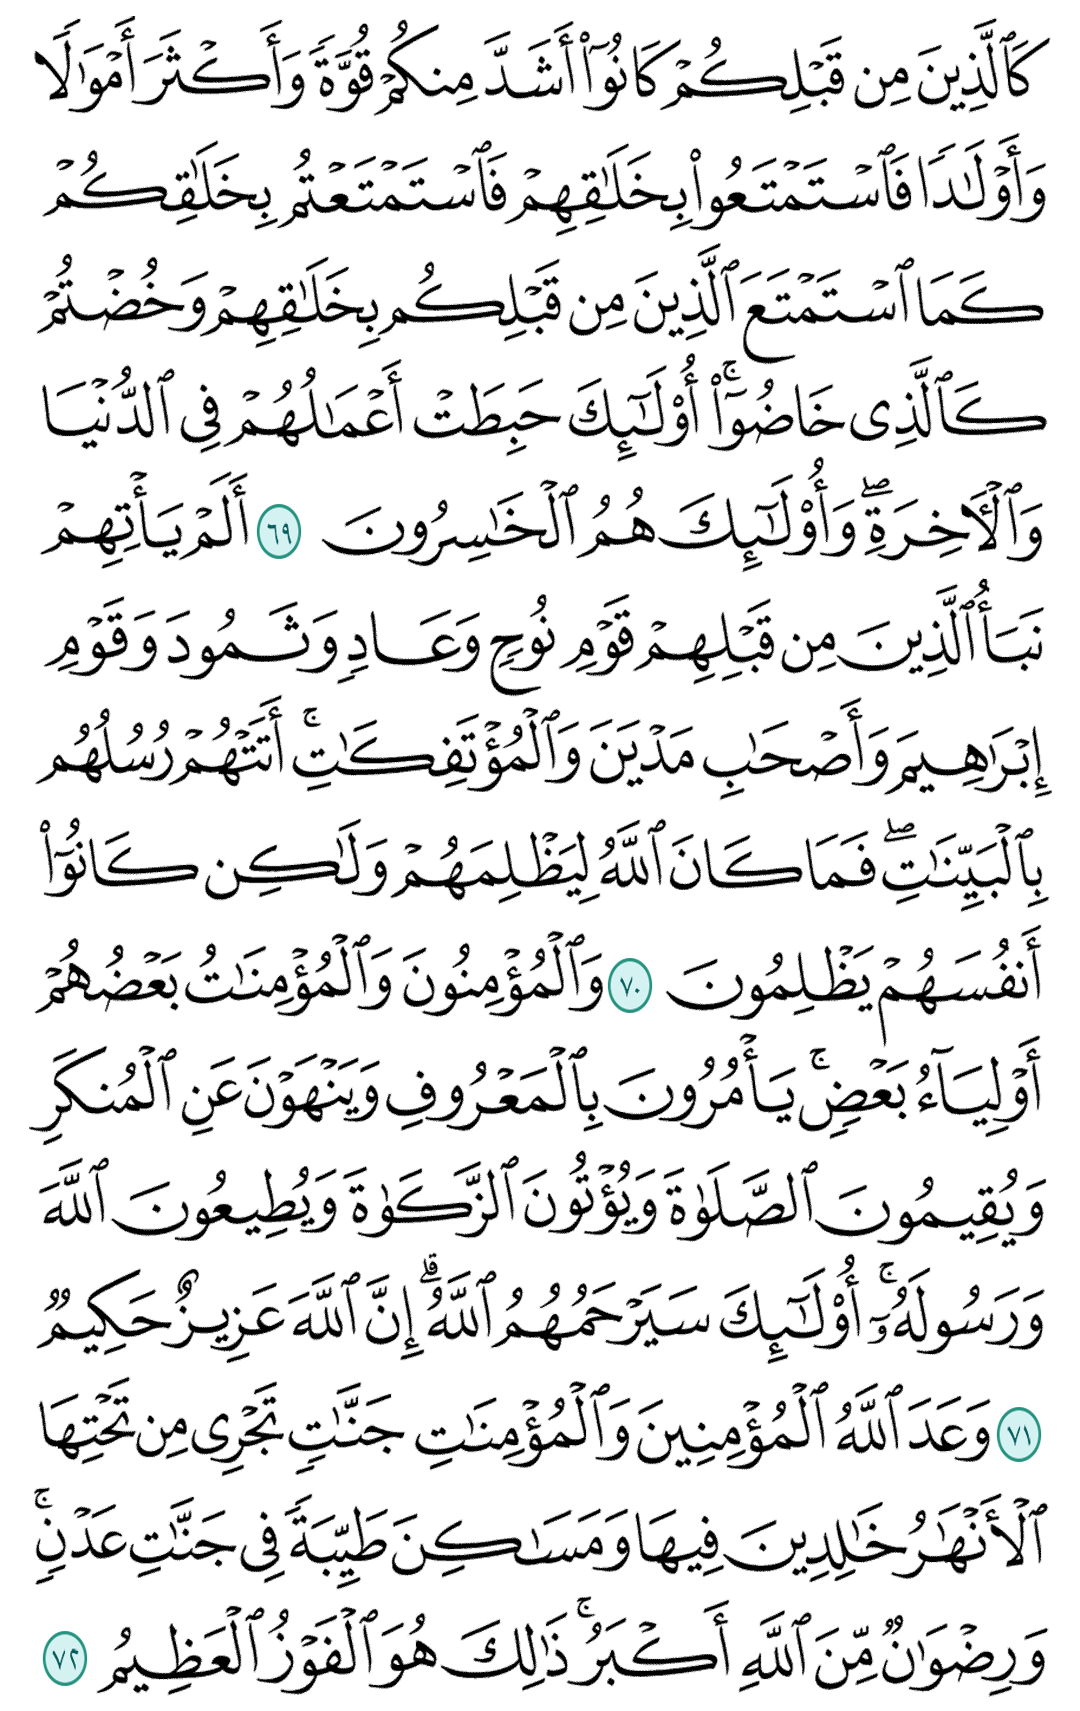 كَٱلَّذِينَ مِن قَبْلِكُمْ كَانُوٓا۟ أَشَدَّ مِنكُمْ قُوَّةً وَأَكْثَرَ أَمْوَٰلًا
وَأَوْلَـٰدًا فَٱسْتَمْتَعُوا۟ بِخَلَـٰقِهِمْ فَٱسْتَمْتَعْتُم بِخَلَـٰقِكُمْ
كَمَا ٱسْتَمْتَعَ ٱلَّذِينَ مِن قَبْلِكُم بِخَلَـٰقِهِمْ وَخُضْتُمْ
كَٱلَّذِى خَاضُوٓا۟ ۚ أُو۟لَـٰٓئِكَ حَبِطَتْ أَعْمَـٰلُهُمْ فِى ٱلدُّنْيَا
وَٱلْـَٔاخِرَةِ ۖ وَأُو۟لَـٰٓئِكَ هُمُ ٱلْخَـٰسِرُونَ ٦٩ أَلَمْ يَأْتِهِمْ
نَبَأُ ٱلَّذِينَ مِن قَبْلِهِمْ قَوْمِ نُوحٍ وَعَادٍ وَثَمُودَ وَقَوْمِ
إِبْرَٰهِيمَ وَأَصْحَـٰبِ مَدْيَنَ وَٱلْمُؤْتَفِكَـٰتِ ۚ أَتَتْهُمْ رُسُلُهُم
بِٱلْبَيِّنَـٰتِ ۖ فَمَا كَانَ ٱللَّهُ لِيَظْلِمَهُمْ وَلَـٰكِن كَانُوٓا۟
أَنفُسَهُمْ يَظْلِمُونَ ٧٠ وَٱلْمُؤْمِنُونَ وَٱلْمُؤْمِنَـٰتُ بَعْضُهُمْ
أَوْلِيَآءُ بَعْضٍ ۚ يَأْمُرُونَ بِٱلْمَعْرُوفِ وَيَنْهَوْنَ عَنِ ٱلْمُنكَرِ
وَيُقِيمُونَ ٱلصَّلَوٰةَ وَيُؤْتُونَ ٱلزَّكَوٰةَ وَيُطِيعُونَ ٱللَّهَ
وَرَسُولَهُۥٓ ۚ أُو۟لَـٰٓئِكَ سَيَرْحَمُهُمُ ٱللَّهُ ۗ إِنَّ ٱللَّهَ عَزِيزٌ حَكِيمٌ
٧١ وَعَدَ ٱللَّهُ ٱلْمُؤْمِنِينَ وَٱلْمُؤْمِنَـٰتِ جَنَّـٰتٍ تَجْرِى مِن تَحْتِهَا
ٱلْأَنْهَـٰرُ خَـٰلِدِينَ فِيهَا وَمَسَـٰكِنَ طَيِّبَةً فِى جَنَّـٰتِ عَدْنٍ ۚ
وَرِضْوَٰنٌ مِّنَ ٱللَّهِ أَكْبَرُ ۚ ذَٰلِكَ هُوَ ٱلْفَوْزُ ٱلْعَظِيمُ ٧٢